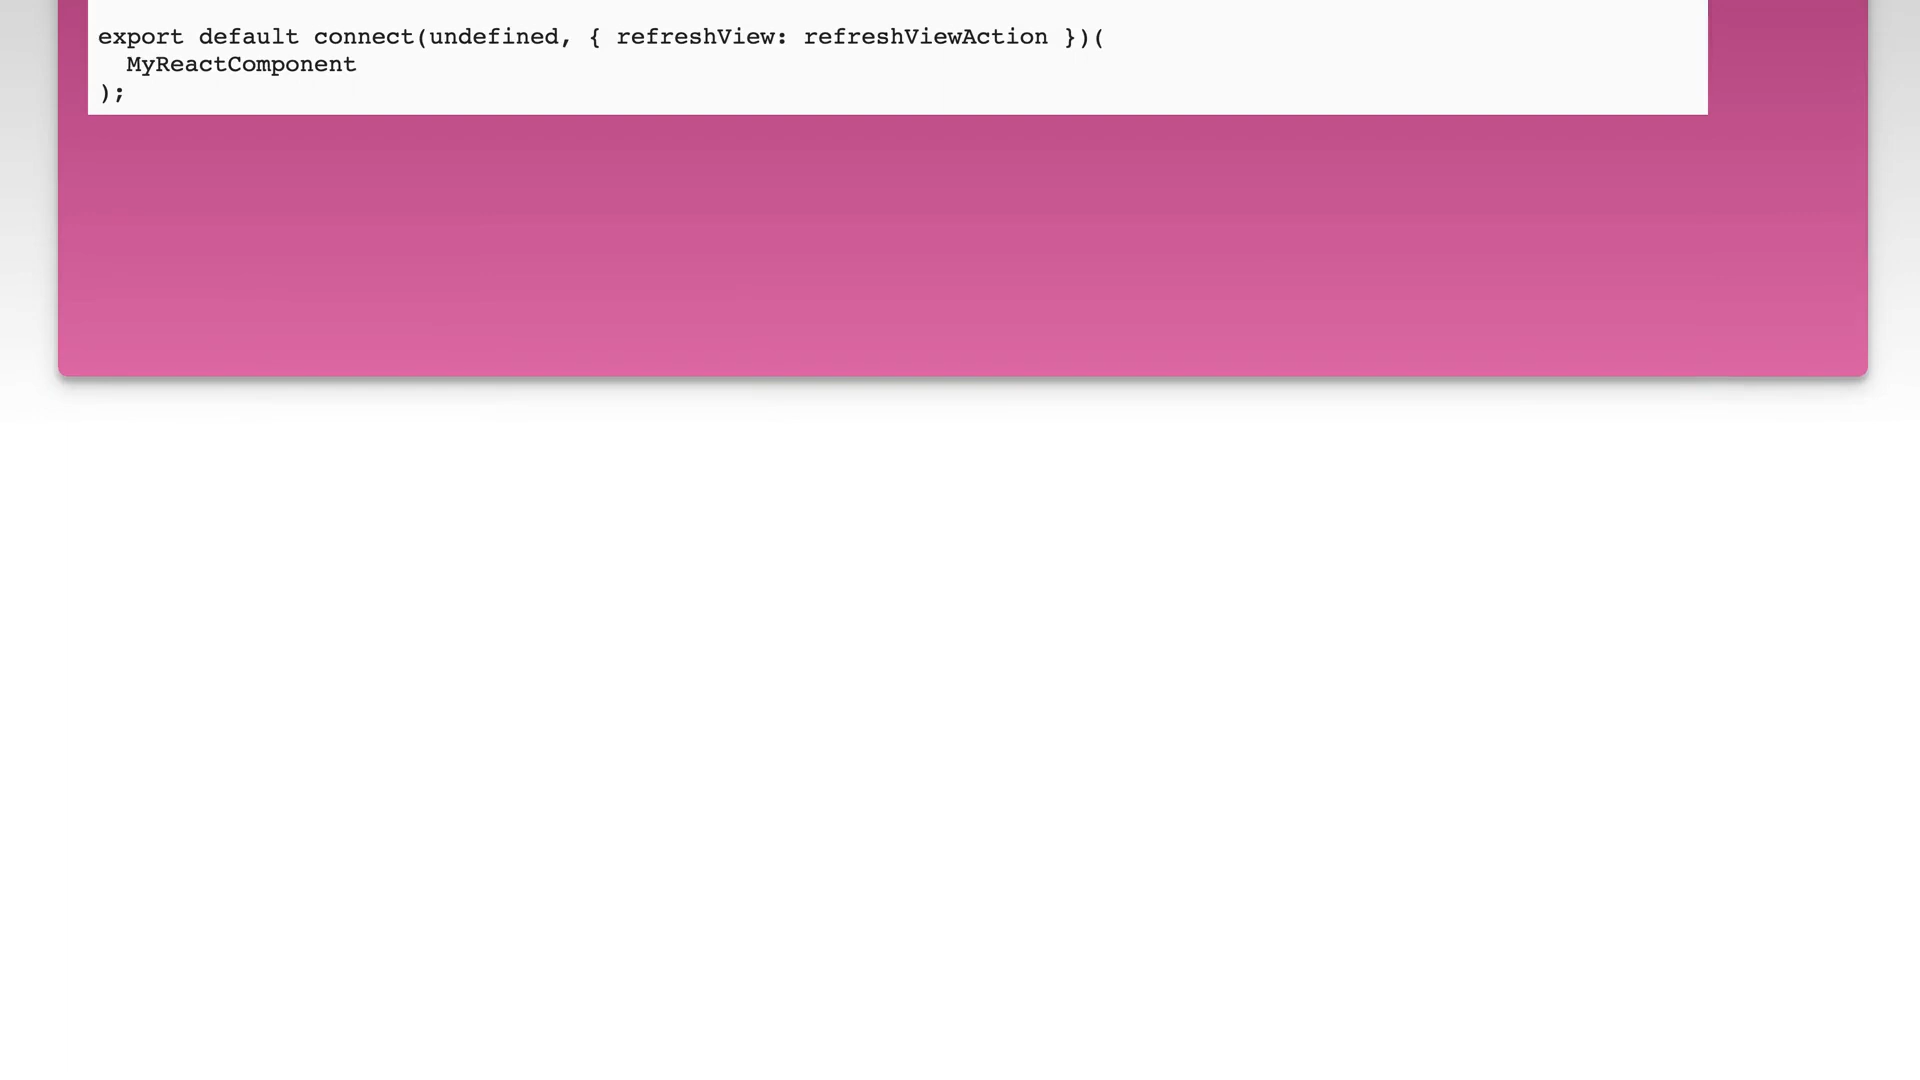 export default connect(undefined, { refreshView: refreshViewAction })(
  MyReactComponent
);